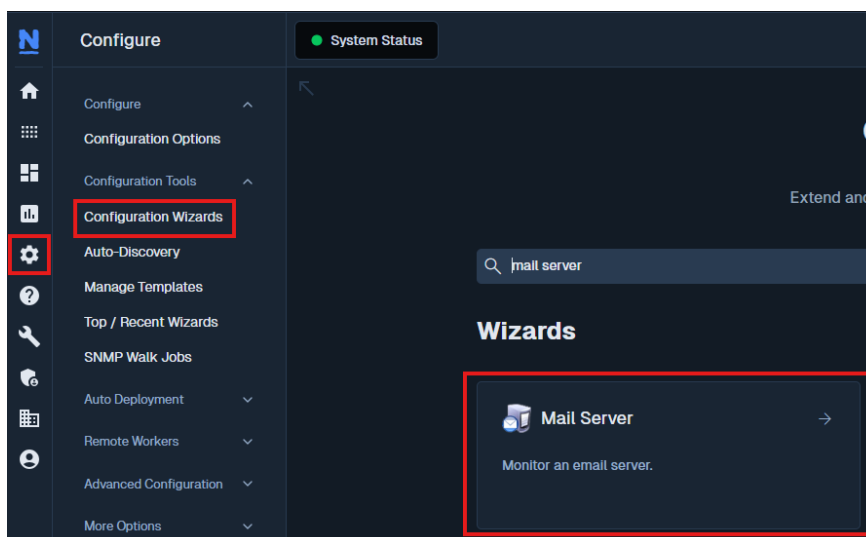 N
Configure
System Status
Configure
Configuration Options
Configuration Tools
Configuration Wizards
Auto-Discovery
Manage Templates
Top / Recent Wizards
SNMP Walk Jobs
Auto Deployment
Remote Workers
Advanced Configuration
More Options
Extend and
mail server
Wizards
Mail Server
Monitor an email server.